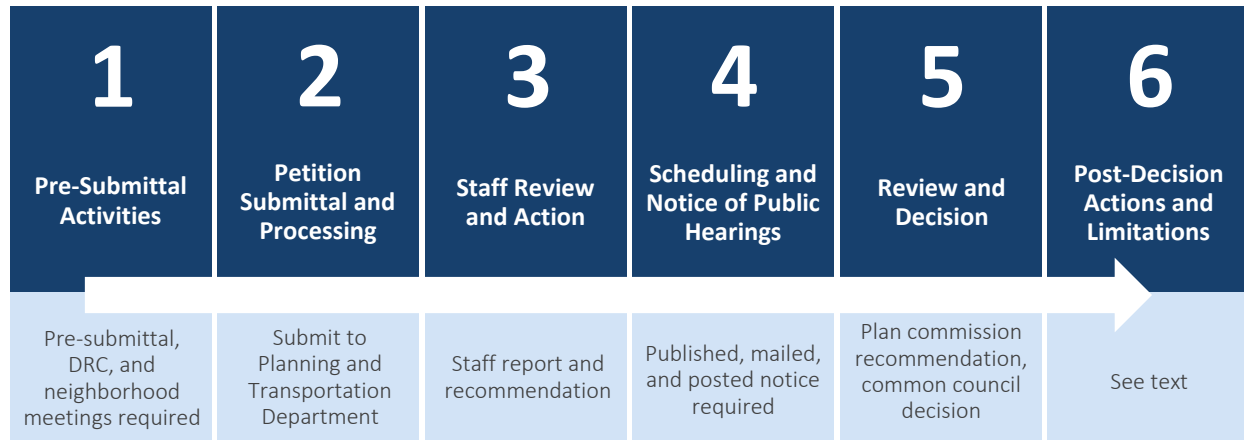 1
Pre-Submittal
Activities
Pre-submittal,
DRC, and
neighborhood
meetings required
2
Petition
Submittal and
Processing
Submit to
Planning and
Transportation
Department
3
Staff Review
and Action
Staff report and
recommendation
4
Scheduling and
Notice of Public
Hearings
Published, mailed,
and posted notice
required
5
Review and
Decision
Plan commission
recommendation,
common council
decision
6
Post-Decision
Actions and
Limitations
See text